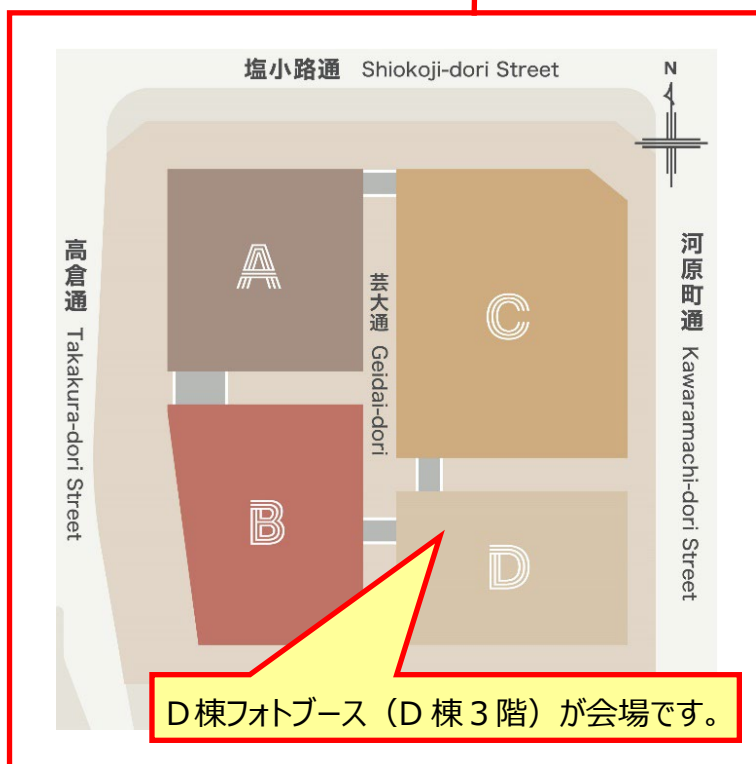 塩小路通 Shiokoji-dori Street
N
A
C
高倉通 Takakura-dori Street
芸大通 Geidai-dori
河原町通 Kawaramachi-dori Street
B
D
D棟フォトブース（D棟３階）が会場です。